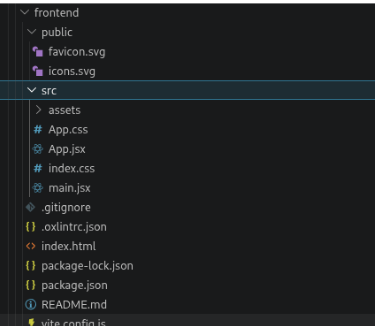 frontend
public
favicon.svg
icons.svg
src
assets
App.css
App.jsx
index.css
main.jsx
.gitignore
.oxlintrc.json
index.html
package-lock.json
package.json
README.md
vite.config.js